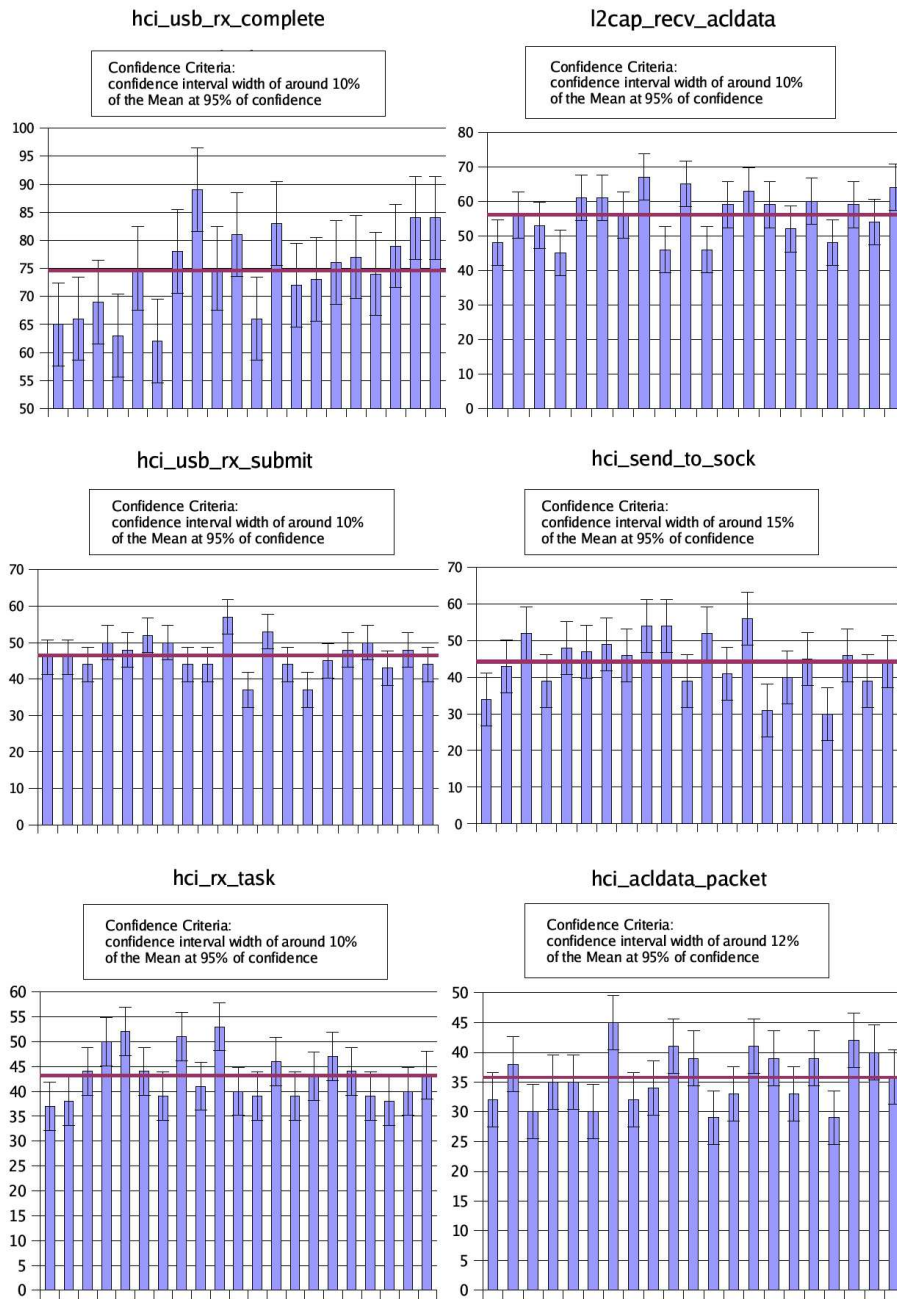 hci_usb_rx_complete
Confidence Criteria:
confidence interval width of around 10%
of the Mean at 95% of confidence
100
95
90
85
80
75
70
65
60
55
50
l2cap_recv_acldata
Confidence Criteria:
confidence interval width of around 10%
of the Mean at 95% of confidence
80
70
60
50
40
30
20
10
0
hci_usb_rx_submit
Confidence Criteria:
confidence interval width of around 10%
of the Mean at 95% of confidence
70
60
50
40
30
20
10
0
hci_send_to_sock
Confidence Criteria:
confidence interval width of around 15%
of the Mean at 95% of confidence
70
60
50
40
30
20
10
0
hci_rx_task
Confidence Criteria:
confidence interval width of around 10%
of the Mean at 95% of confidence
60
55
50
45
40
35
30
25
20
15
10
5
0
hci_acldata_packet
Confidence Criteria:
confidence interval width of around 12%
of the Mean at 95% of confidence
50
45
40
35
30
25
20
15
10
5
0